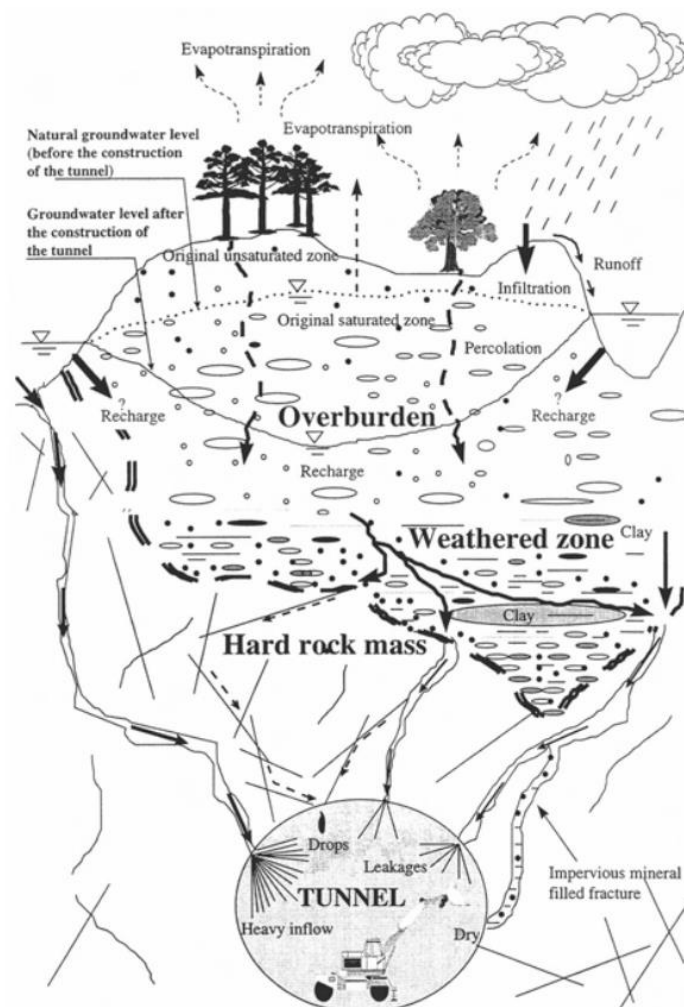 Evapotranspiration
Evapotranspiration
Natural groundwater level
(before the construction
of the tunnel)
Groundwater level after
the construction of
the tunnel
Original unsaturated zone
Infiltration
Runoff
Original saturated zone
Percolation
?
Recharge
Overburden
?
Recharge
Recharge
Weathered zone
Clay
Clay
Hard rock mass
Drops
Leakages
Impervious mineral
filled fracture
TUNNEL
Heavy inflow
Dry